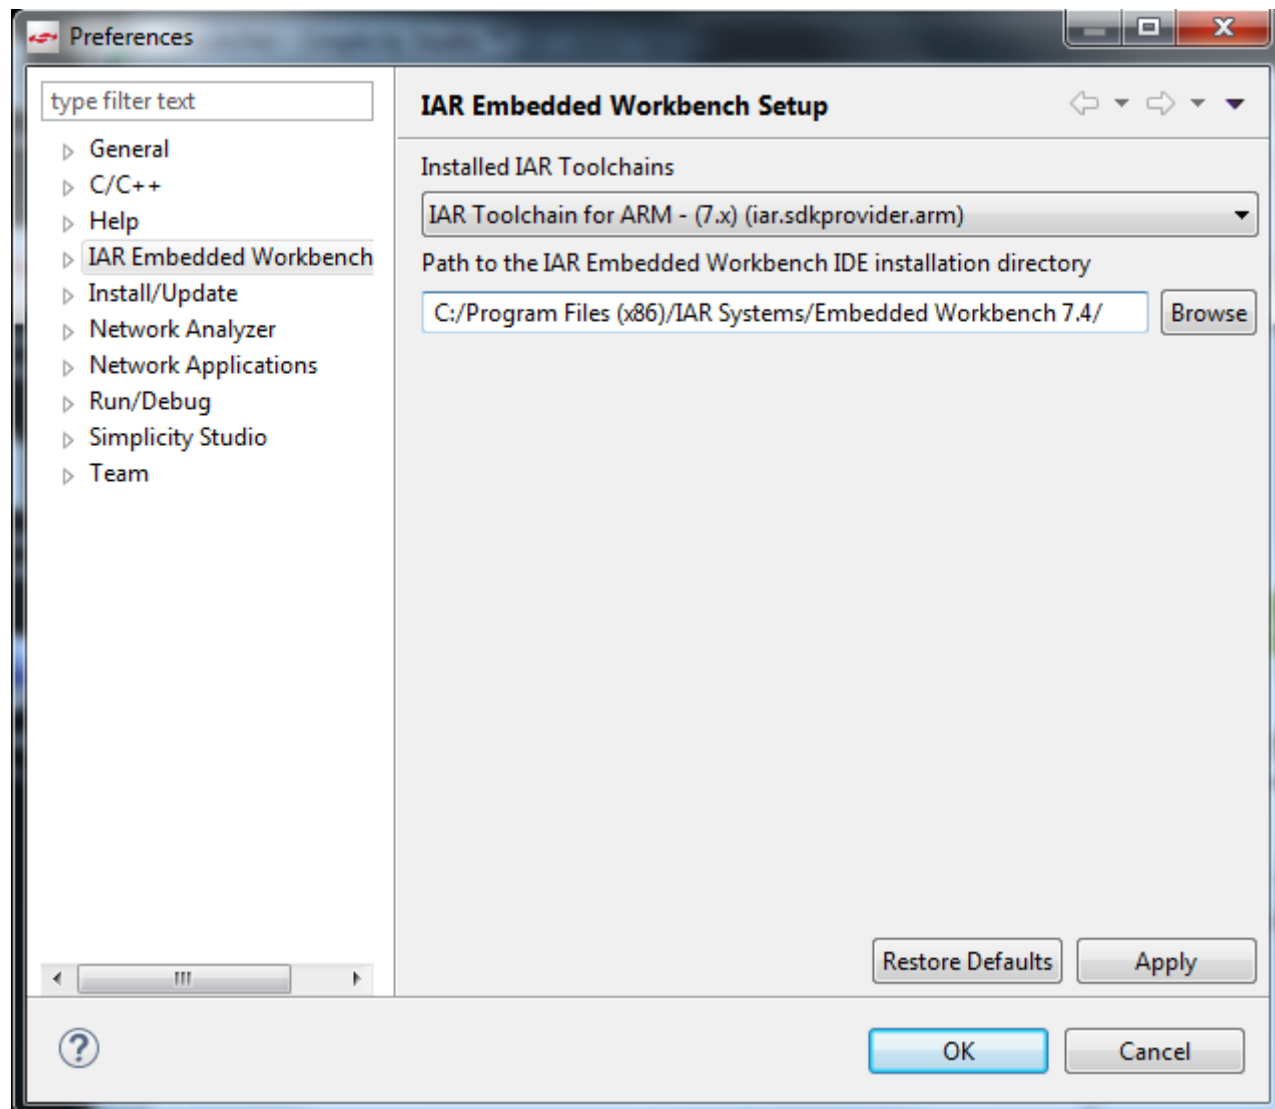 Preferences
type filter text
General
C/C++
Help
IAR Embedded Workbench
Install/Update
Network Analyzer
Network Applications
Run/Debug
Simplicity Studio
Team
IAR Embedded Workbench Setup
Installed IAR Toolchains
IAR Toolchain for ARM - (7.x) (iar.sdkprovider.arm)
Path to the IAR Embedded Workbench IDE installation directory
C:/Program Files (x86)/IAR Systems/Embedded Workbench 7.4/
Browse
Restore Defaults
Apply
OK
Cancel